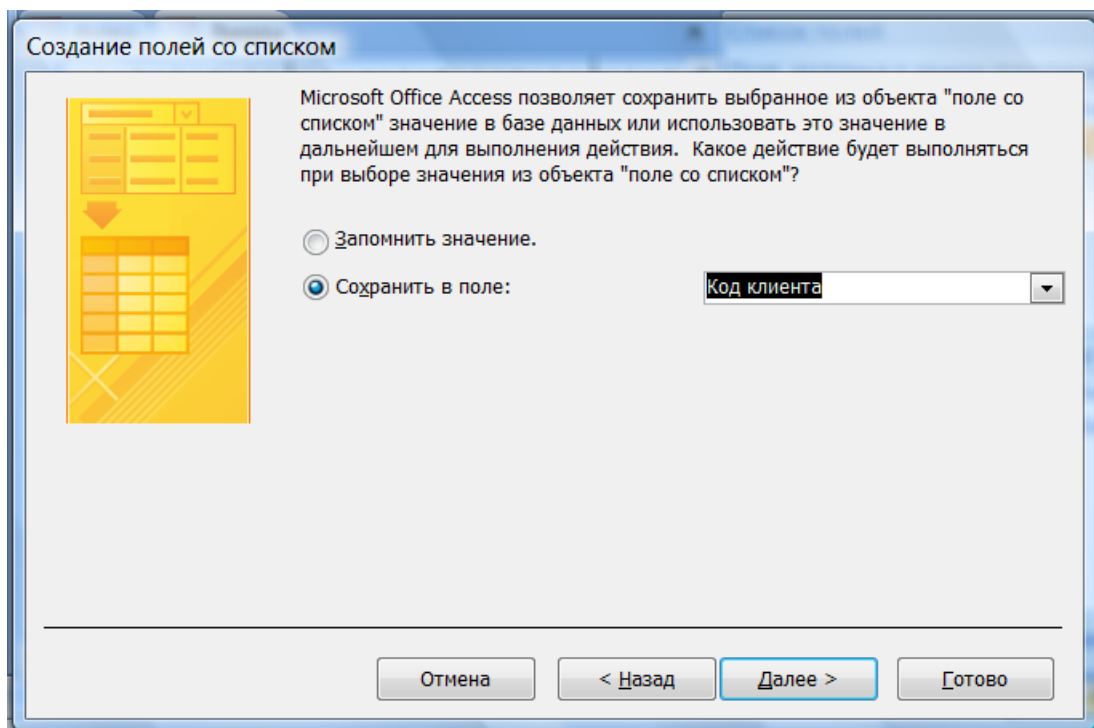 Создание полей со списком
Microsoft Office Access позволяет сохранить выбранное из объекта "поле со
списком" значение в базе данных или использовать это значение в
дальнейшем для выполнения действия. Какое действие будет выполняться
при выборе значения из объекта "поле со списком"?
Запомнить значение.
Сохранить в поле: Код клиента
Отмена < Назад Далее > Готово